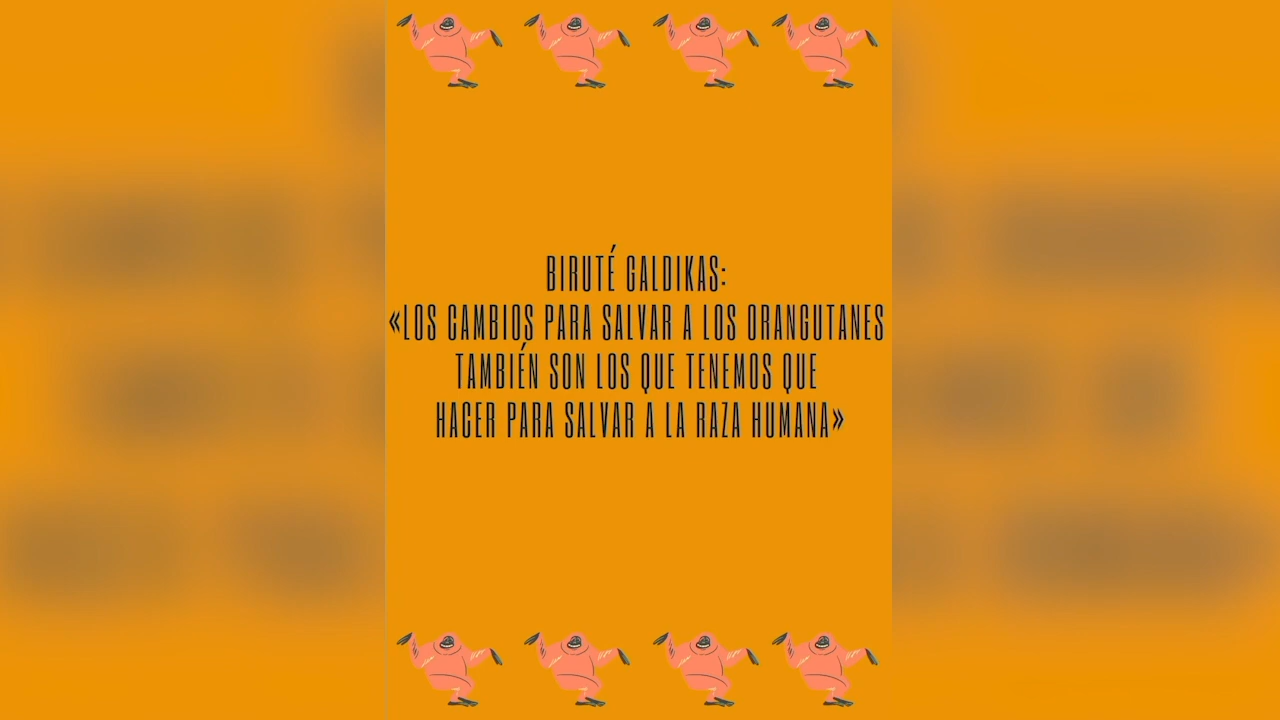 BIRUTÉ GALDIKAS:
«LOS CAMBIOS PARA SALVAR A LOS ORANGUTANES
TAMBIÉN SON LOS QUE TENEMOS QUE
HACER PARA SALVAR A LA RAZA HUMANA»